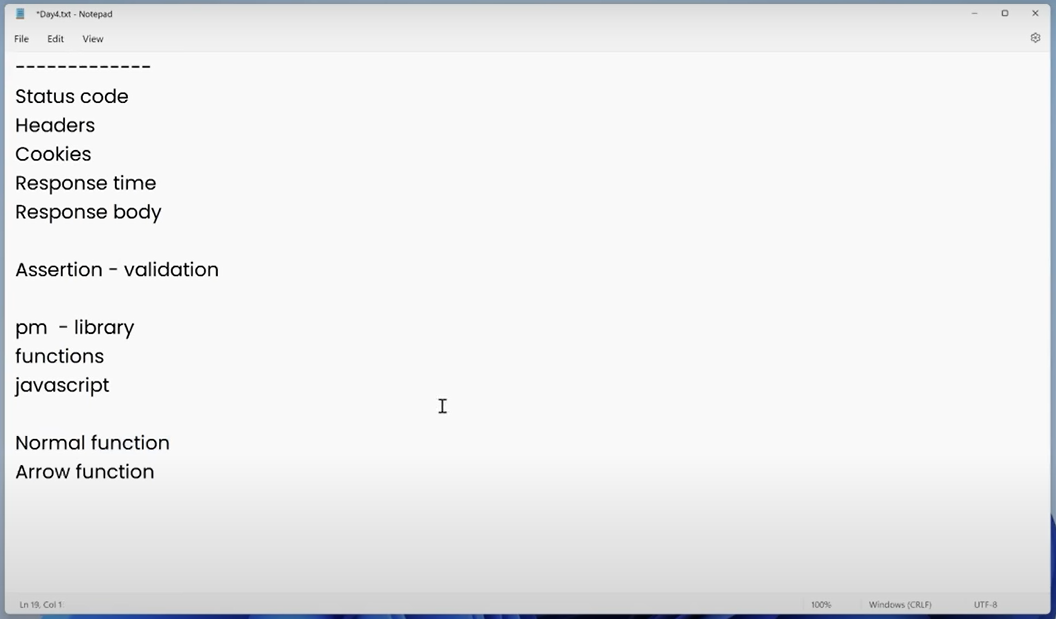 *Day4.txt - Notepad
File Edit View
-------------
Status code
Headers
Cookies
Response time
Response body
Assertion - validation
pm  - library
functions
javascript
Normal function
Arrow function
Ln 19, Col 1 100% Windows (CRLF) UTF-8